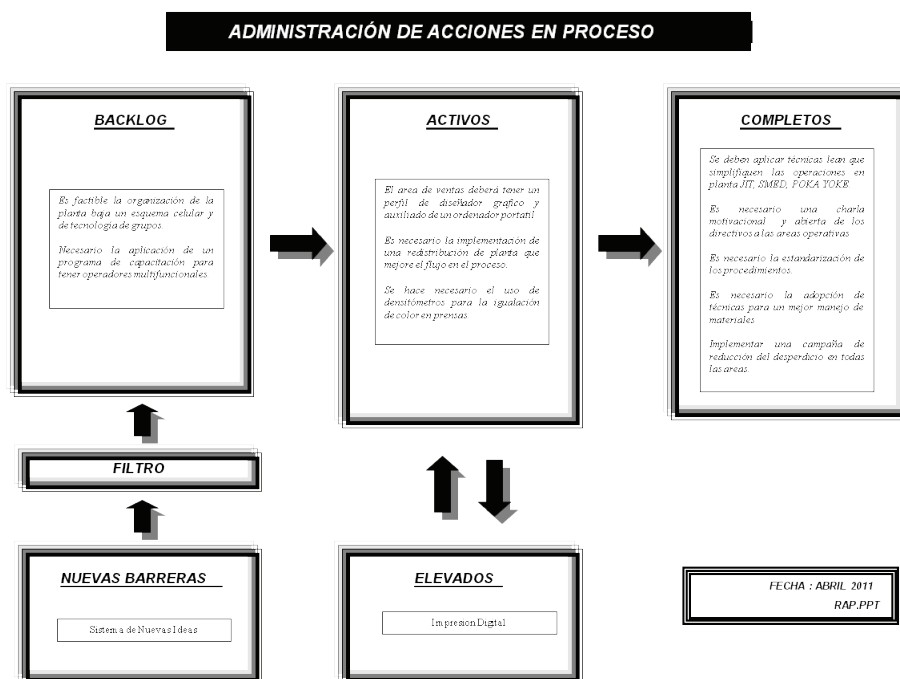 ADMINISTRACIÓN DE ACCIONES EN PROCESO
BACKLOG
Es factible la organización de la
planta baja un esquema celular y
de tecnología de grupos.
Necesario la aplicación de un
programa de capacitación para
tener operadores multifuncionales
ACTIVOS
El area de ventas deberá tener un
perfil de diseñador grafico y
auxiliado de un ordenador portatil
Es necesario la implementación de
una redistribución de planta que
mejore el flujo en el proceso.
Se hace necesario el uso de
densitómetros para la igualación
de color en prensas
COMPLETOS
Se deben aplicar técnicas lean que
simplifiquen las operaciones en
planta JIT, SMED, POKA YOKE
Es necesario una charla
motivacional y abierta de los
directivos a las areas operativas
Es necesario la estandarización de
los procedimientos.
Es necesario la adopción de
técnicas para un mejor manejo de
materiales
Implementar una campaña de
reducción del desperdicio en todas
las areas.
FILTRO
NUEVAS BARRERAS
Sistema de Nuevas Ideas
ELEVADOS
Impresion Digital
FECHA : ABRIL 2011
RAP.PPT